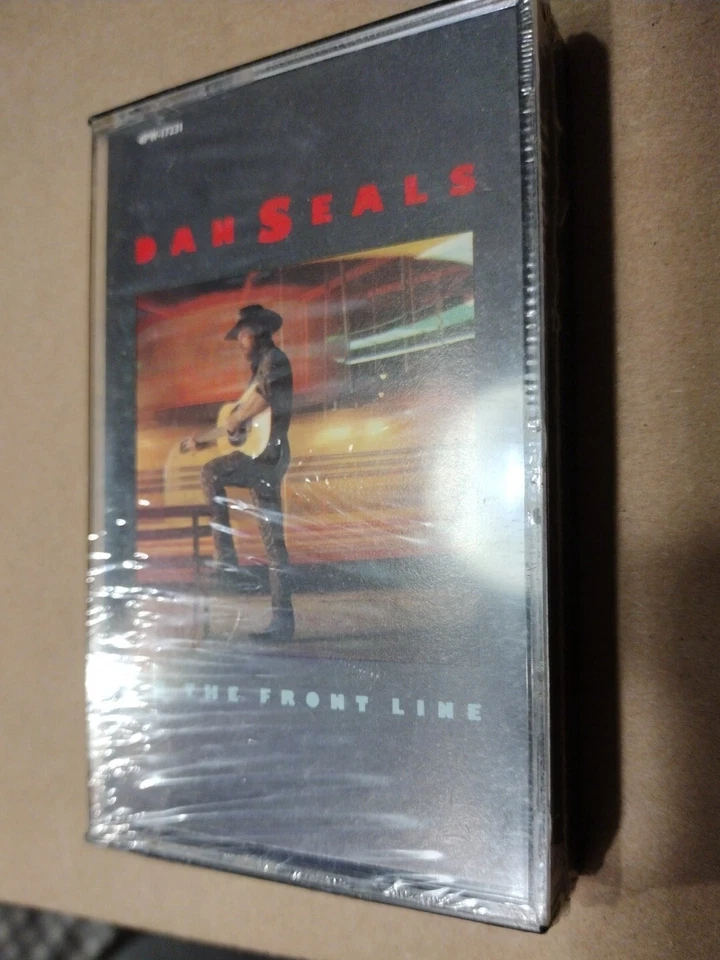 DAN SEALS
THE FRONT LINE